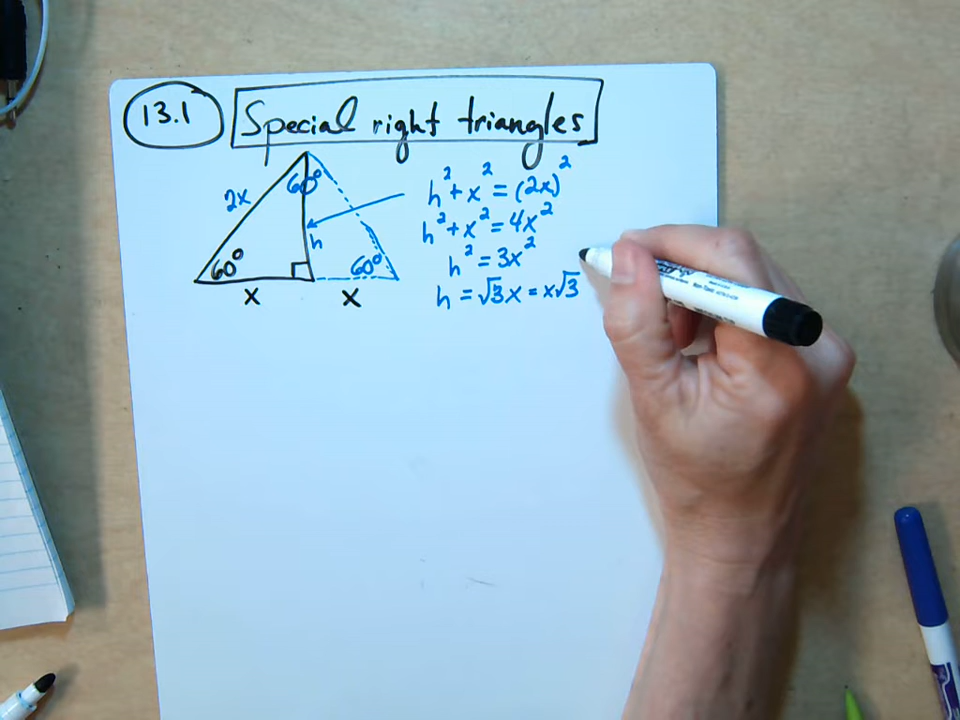 13.1 Special right triangles
60°
2x
h
60° 60°
x x
h² + x² = (2x)²
h² + x² = 4x²
h² = 3x²
h = √3x = x√3